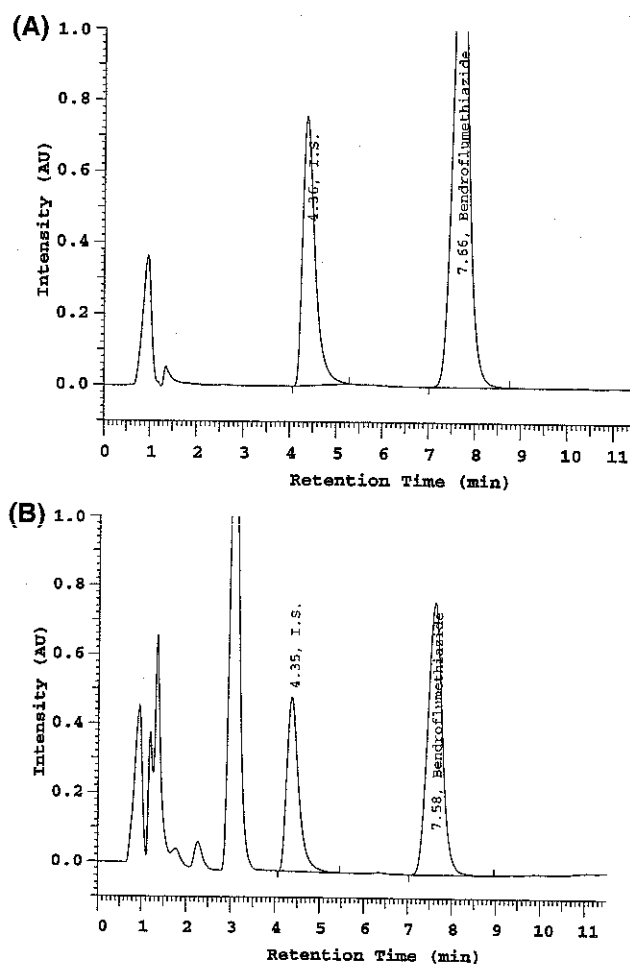 (A)
1.0
0.8
0.6
0.4
0.2
0.0
Intensity (AU)
4.36, I.S.
7.66, Bendroflumethiazide
0 1 2 3 4 5 6 7 8 9 10 11
Retention Time (min)
(B)
1.0
0.8
0.6
0.4
0.2
0.0
Intensity (AU)
4.35, I.S.
7.58, Bendroflumethiazide
0 1 2 3 4 5 6 7 8 9 10 11
Retention Time (min)